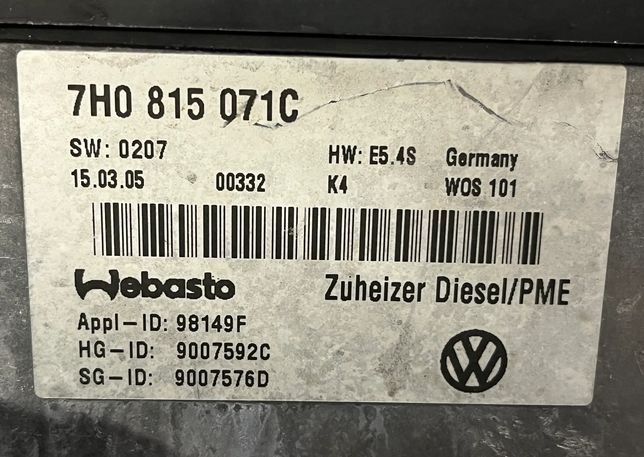 7H0 815 071C
SW: 0207 HW: E5.4S Germany
15.03.05 00332 K4 WOS 101
Webasto Zuheizer Diesel/PME
Appl-ID: 98149F
HG-ID: 9007592C
SG-ID: 9007576D
VW